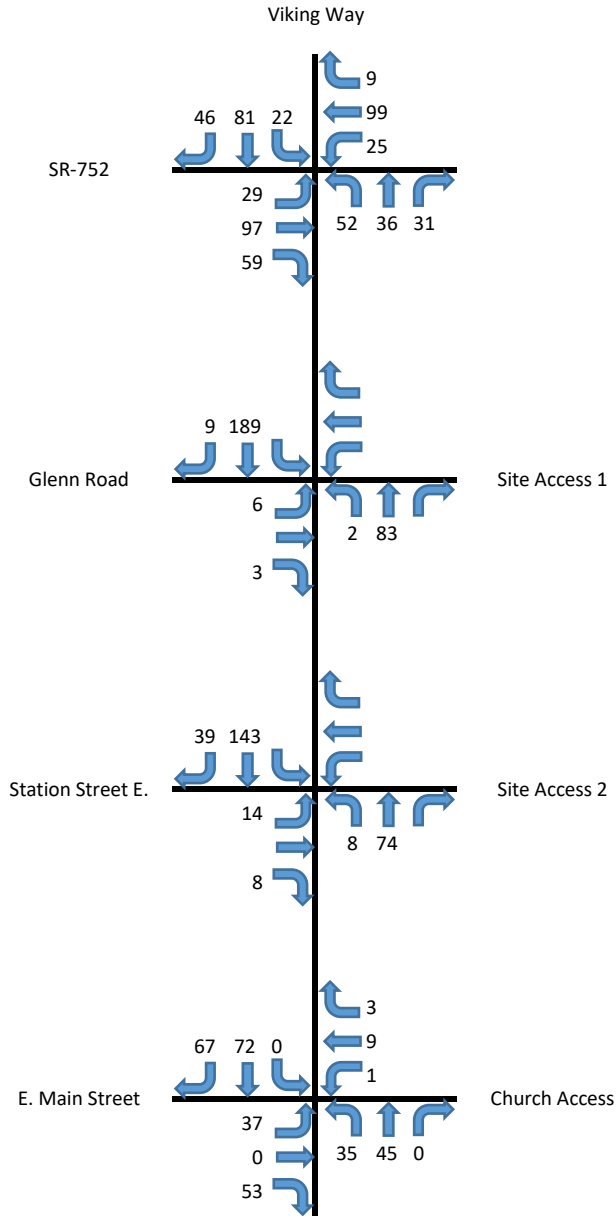 Viking Way
9
46 81 22
99
25
SR-752
29
97
59
52 36 31
9 189
Glenn Road
Site Access 1
6
2 83
3
39 143
Station Street E.
Site Access 2
14
8 74
8
3
67 72 0
9
1
E. Main Street
Church Access
37
0
53
35 45 0